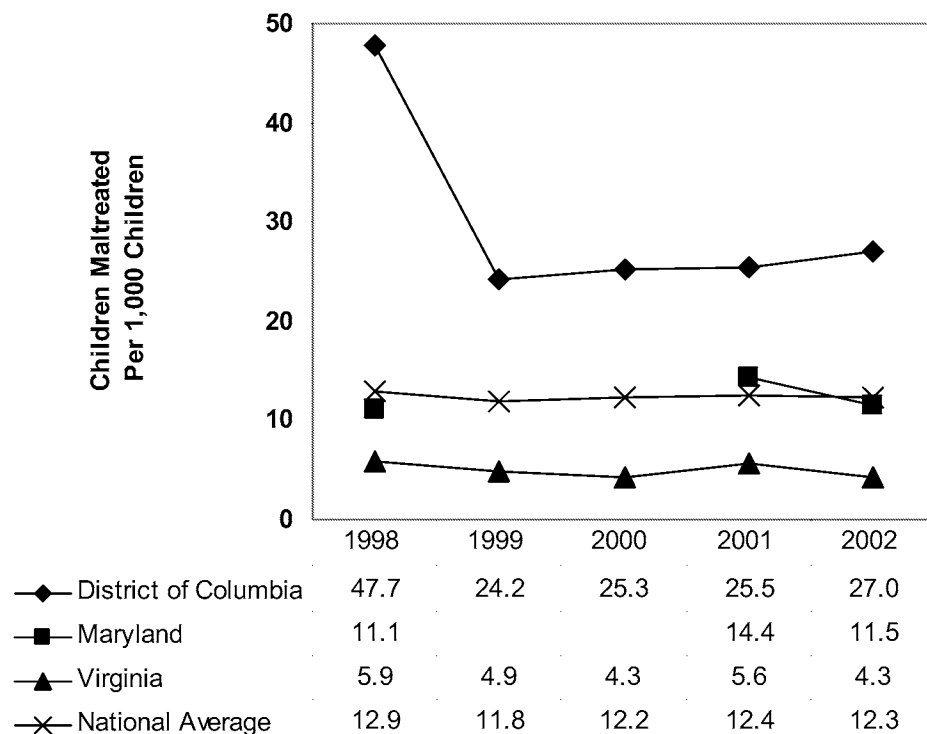 50
40
30
20
10
0
Children Maltreated
Per 1,000 Children
1998 1999 2000 2001 2002
District of Columbia 47.7 24.2 25.3 25.5 27.0
Maryland 11.1 14.4 11.5
Virginia 5.9 4.9 4.3 5.6 4.3
National Average 12.9 11.8 12.2 12.4 12.3